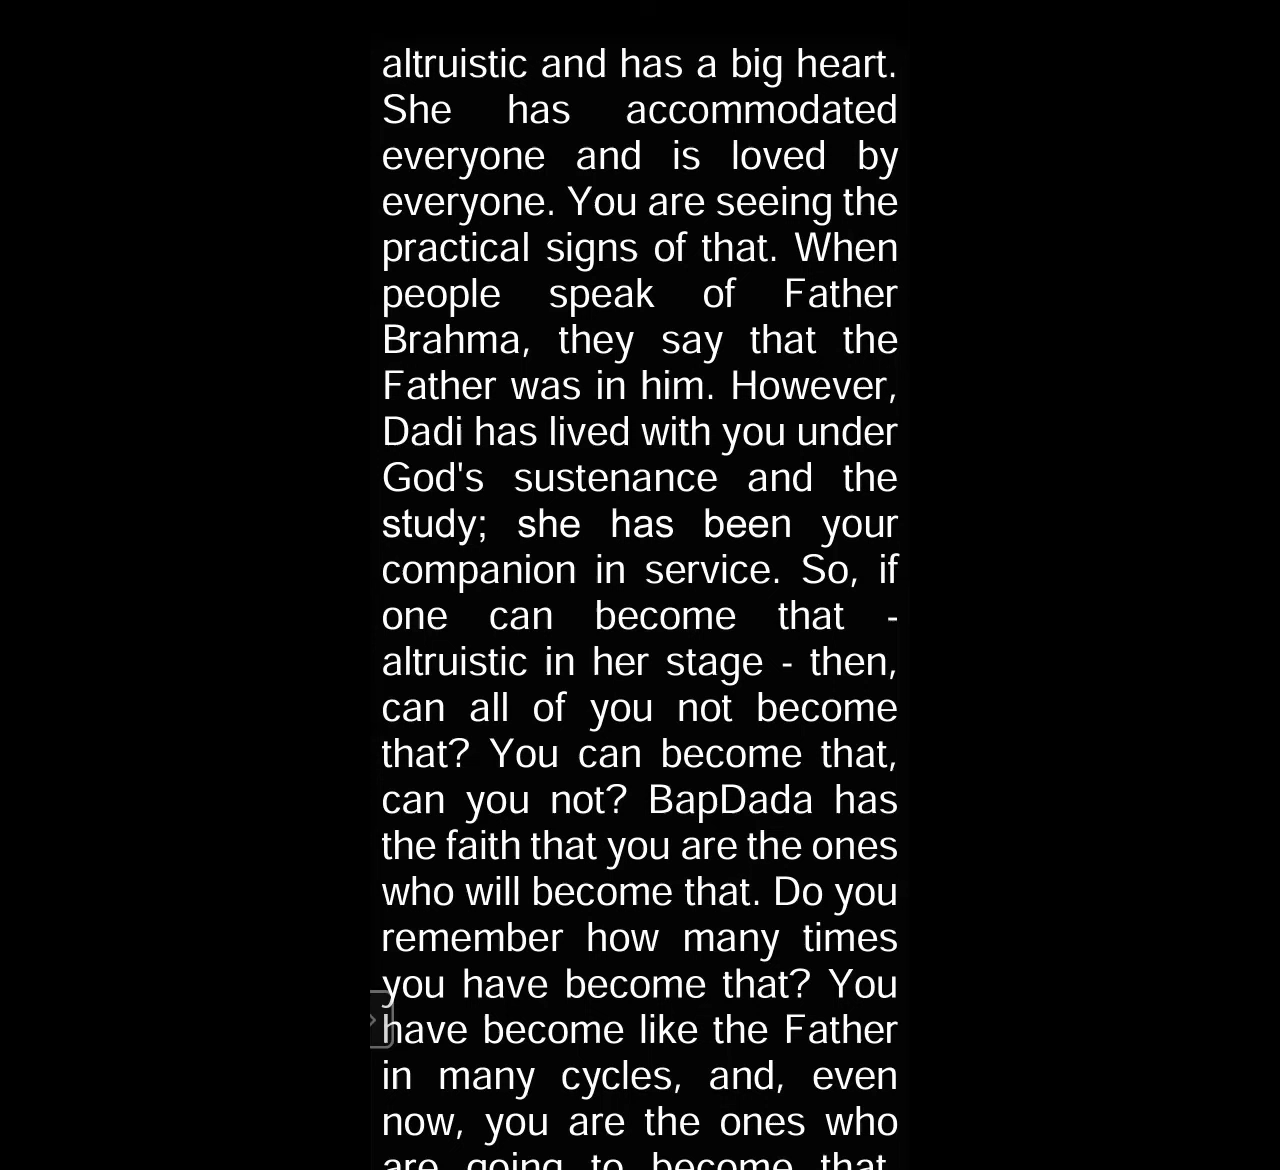 altruistic and has a big heart.
She has accommodated
everyone and is loved by
everyone. You are seeing the
practical signs of that. When
people speak of Father
Brahma, they say that the
Father was in him. However,
Dadi has lived with you under
God's sustenance and the
study; she has been your
companion in service. So, if
one can become that -
altruistic in her stage - then,
can all of you not become
that? You can become that,
can you not? BapDada has
the faith that you are the ones
who will become that. Do you
remember how many times
you have become that? You
have become like the Father
in many cycles, and, even
now, you are the ones who
are going to become that.